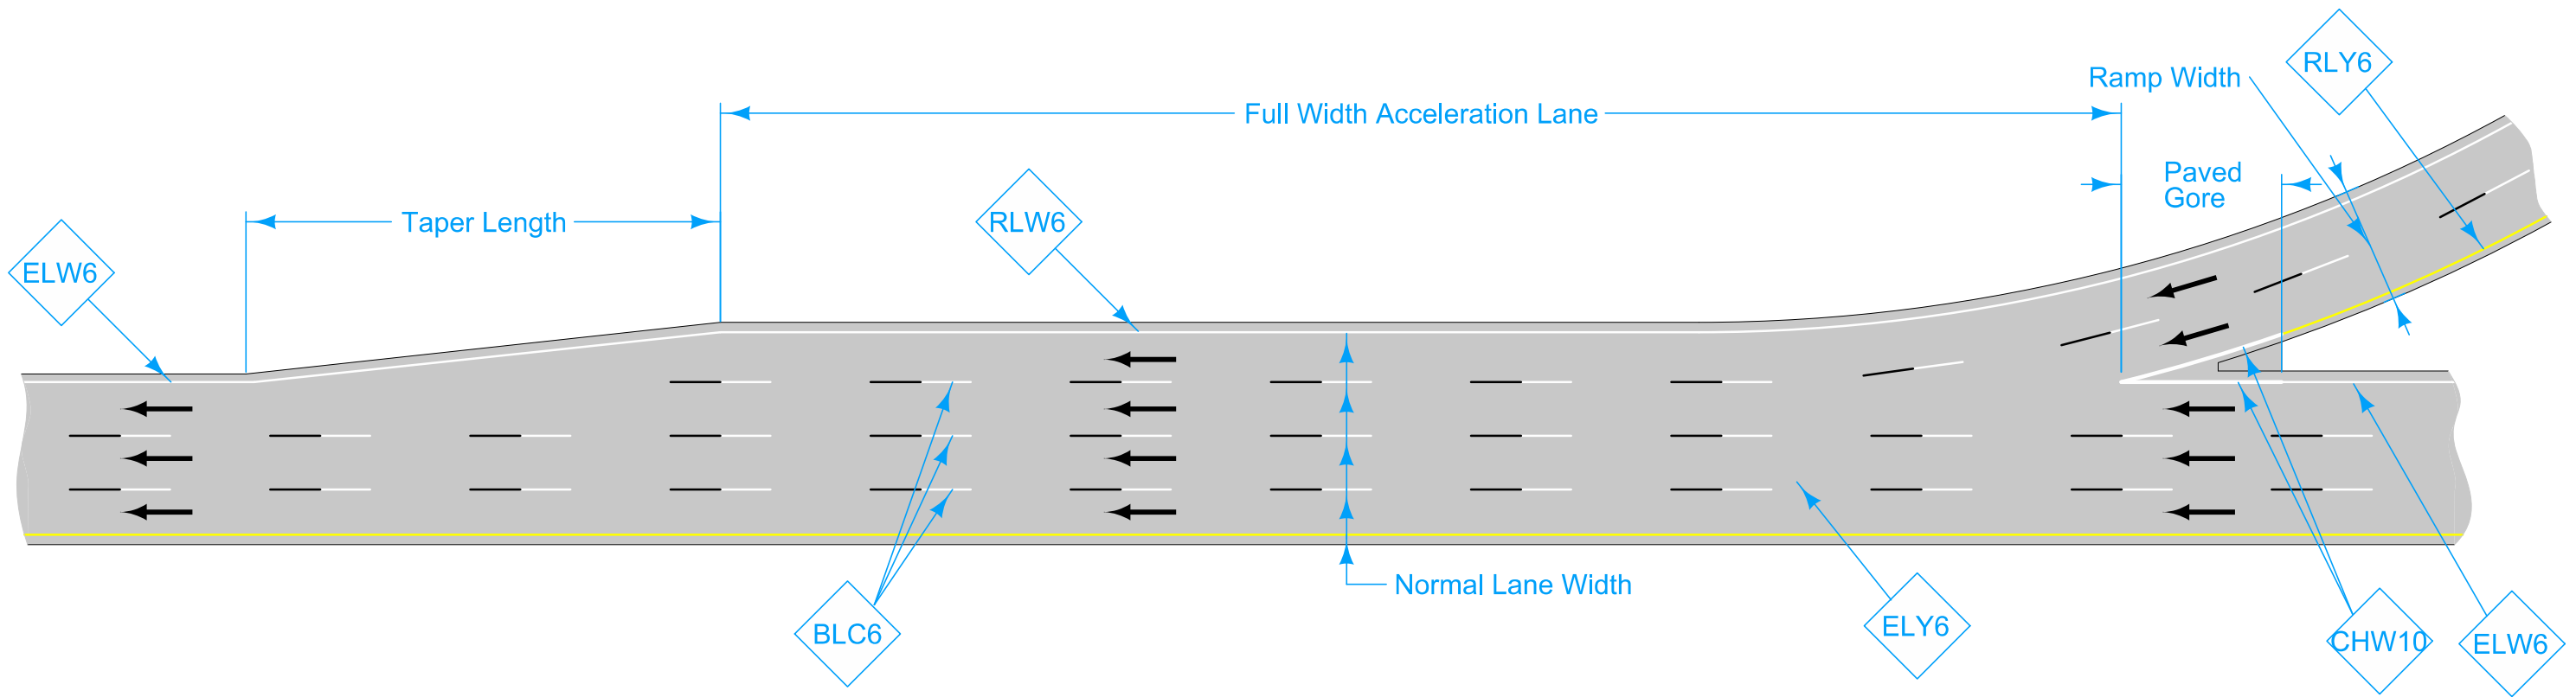 RLY6
Ramp Width
Full Width Acceleration Lane
Paved
Gore
Taper Length
RLW6
ELW6
Normal Lane Width
BLC6
ELY6
CHW10
ELW6